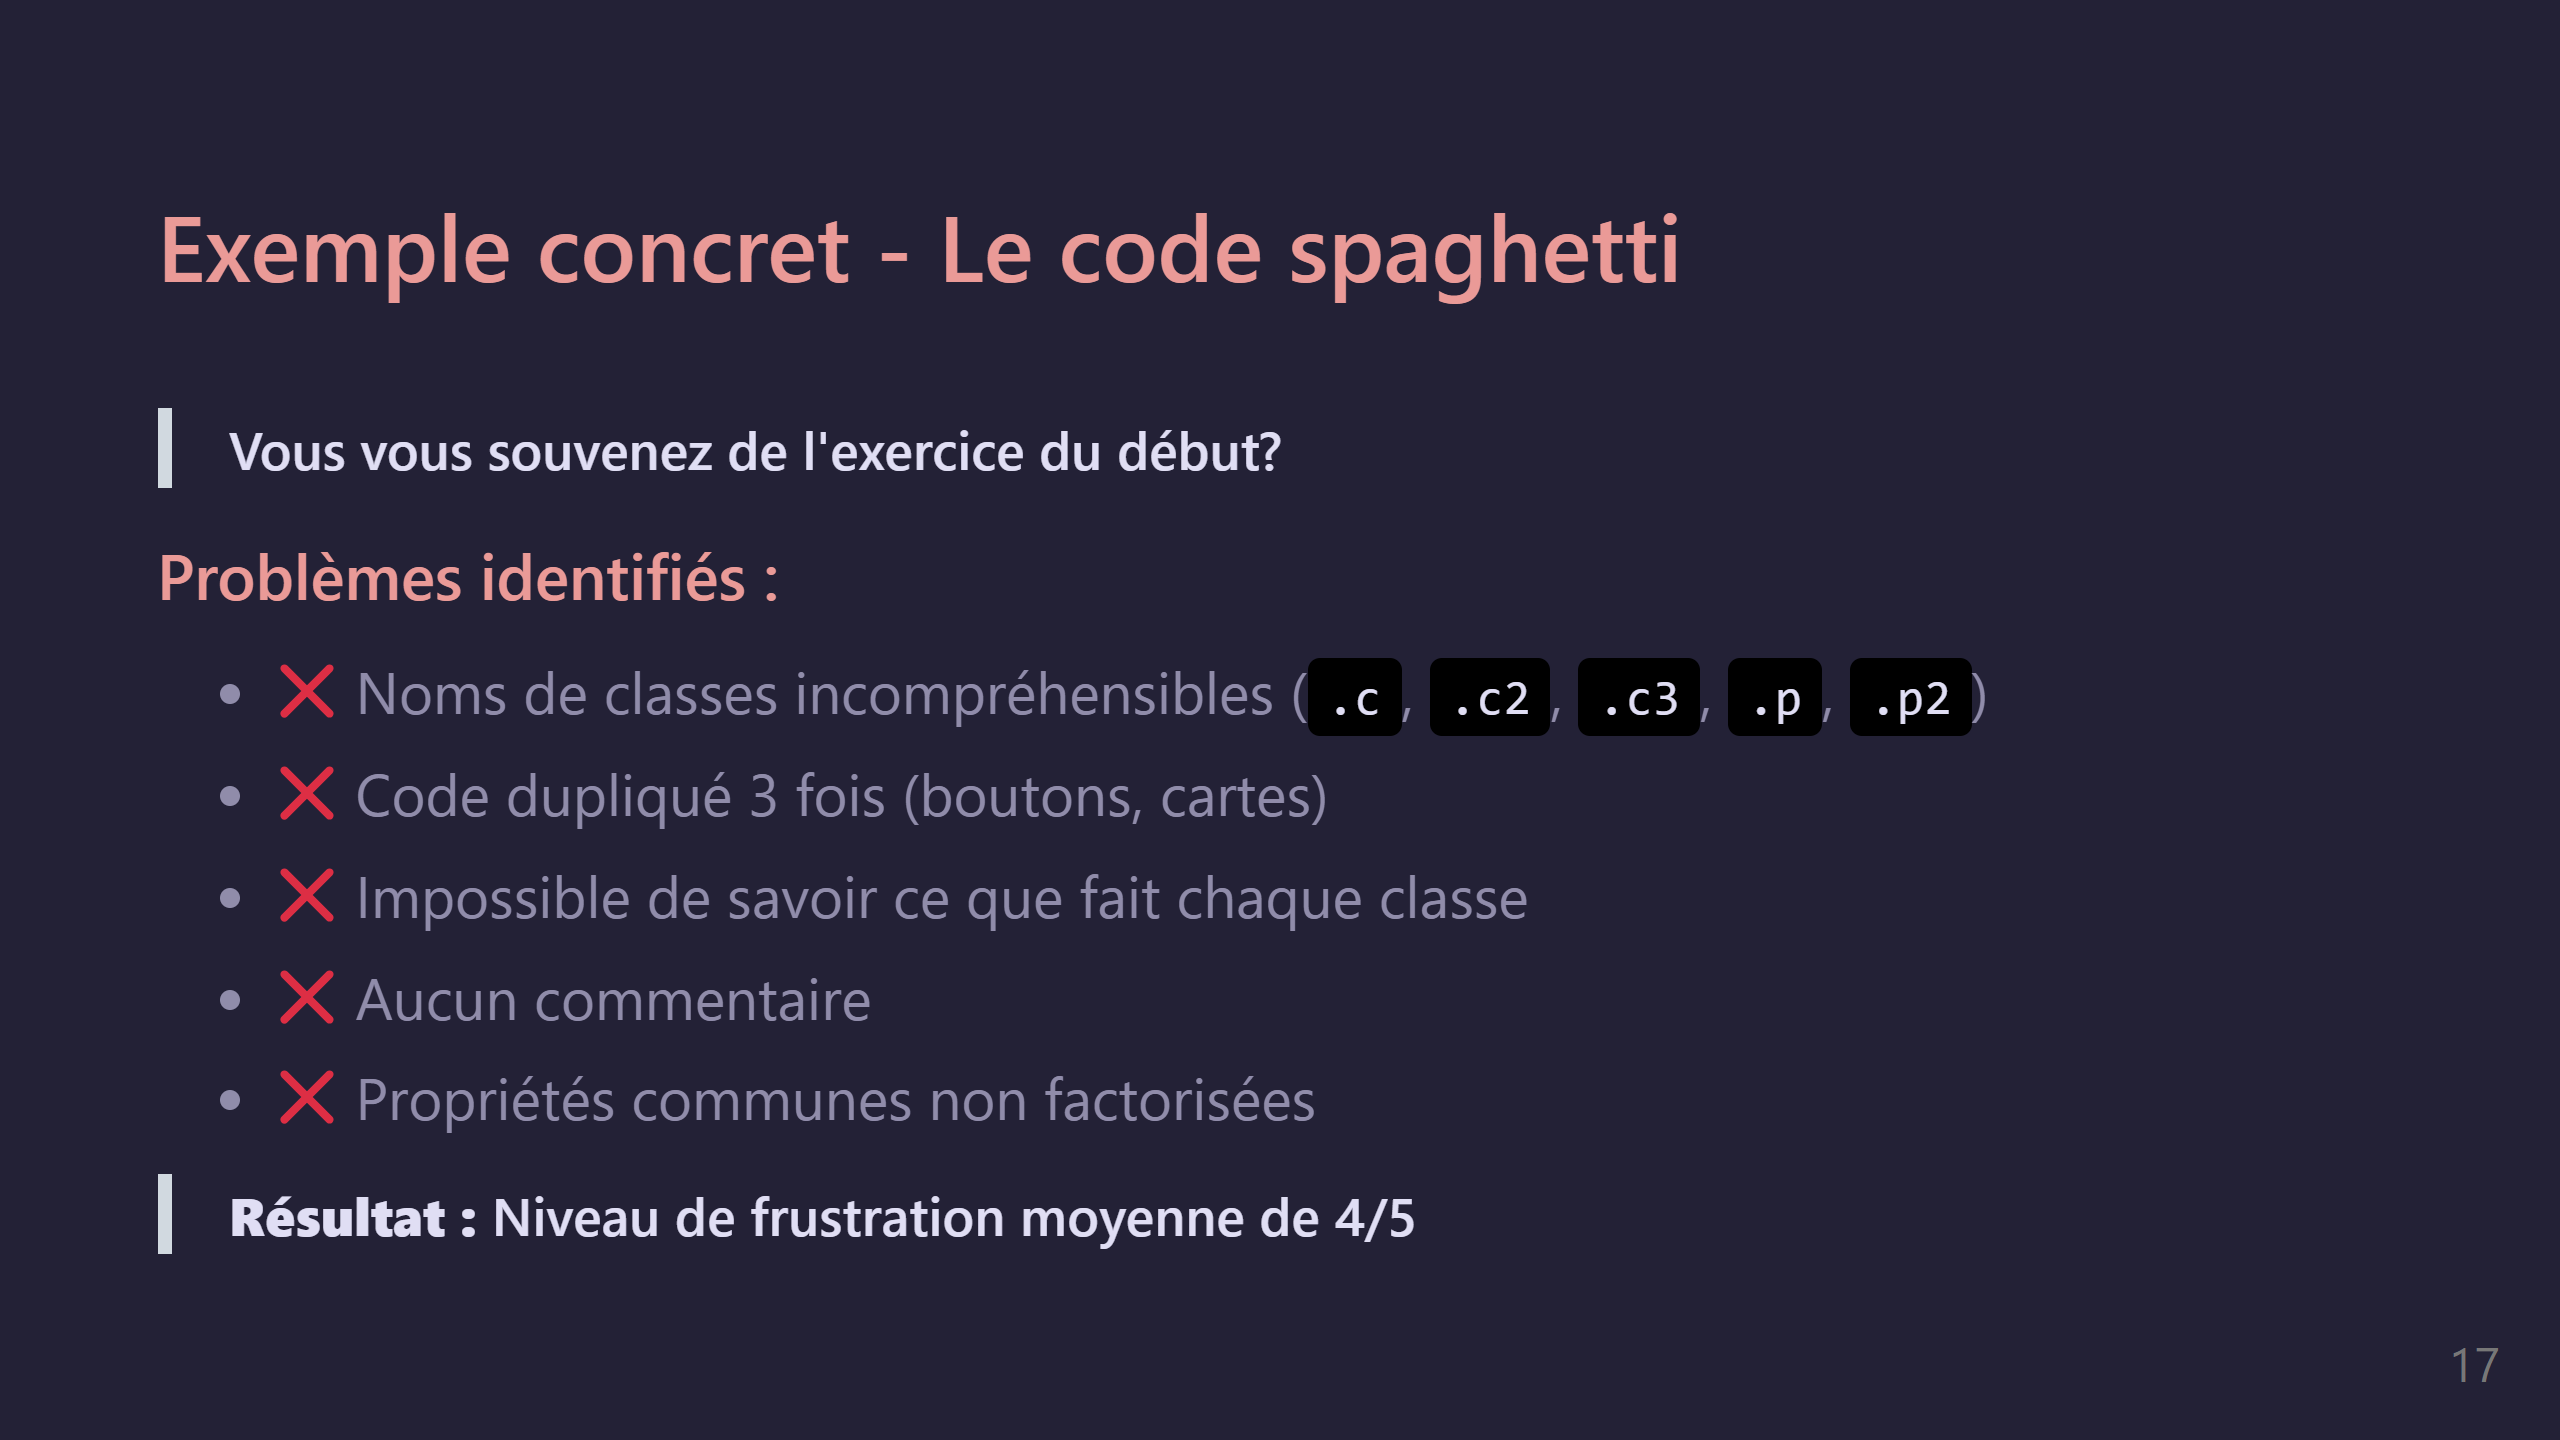 Exemple concret - Le code spaghetti
Vous vous souvenez de l'exercice du début?
Problèmes identifiés :
• ❌ Noms de classes incompréhensibles (.c, .c2, .c3, .p, .p2)
• ❌ Code dupliqué 3 fois (boutons, cartes)
• ❌ Impossible de savoir ce que fait chaque classe
• ❌ Aucun commentaire
• ❌ Propriétés communes non factorisées
Résultat : Niveau de frustration moyenne de 4/5
17